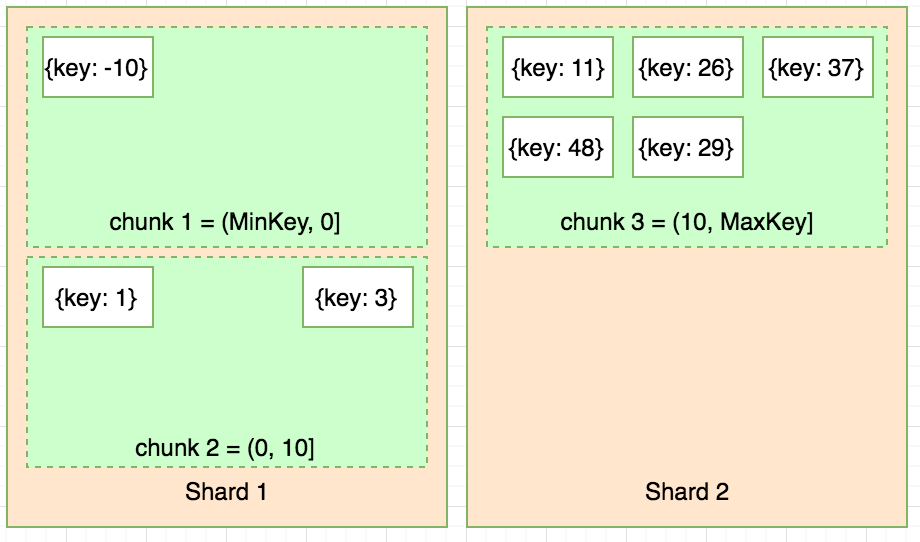 {key: -10}
chunk 1 = (MinKey, 0]
{key: 1} {key: 3}
chunk 2 = (0, 10]
Shard 1
{key: 11} {key: 26} {key: 37}
{key: 48} {key: 29}
chunk 3 = (10, MaxKey]
Shard 2